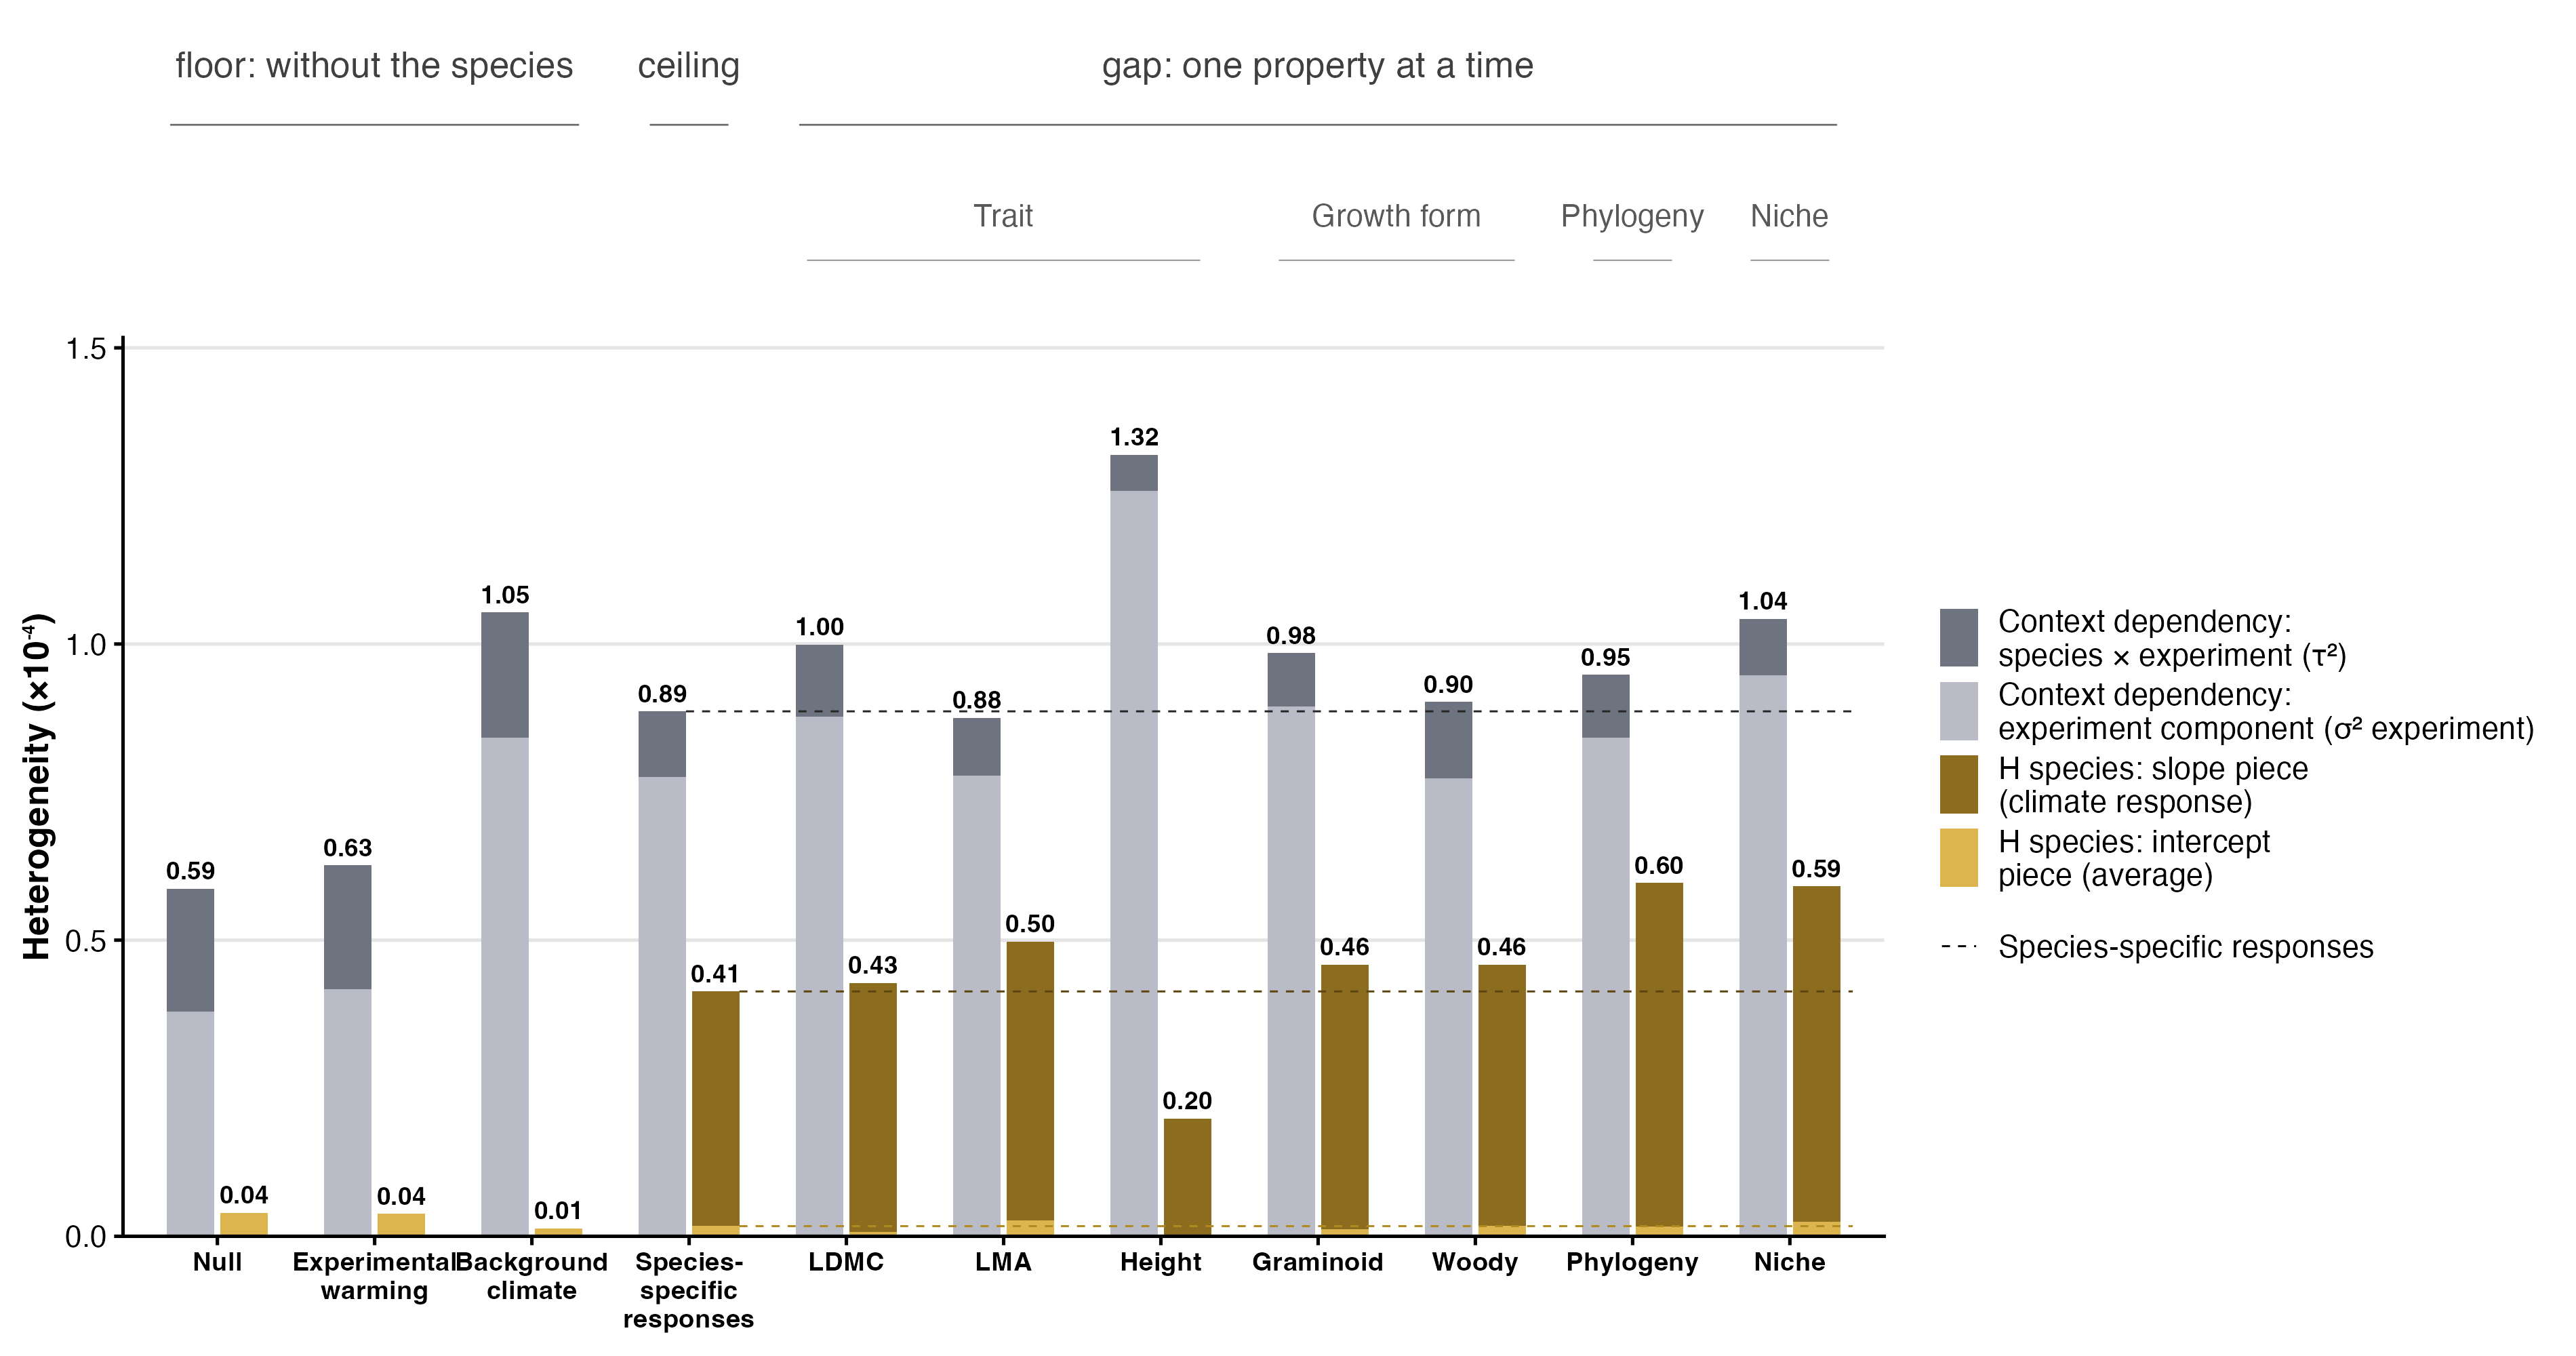 floor: without the species
ceiling
gap: one property at a time
Trait
Growth form
Phylogeny
Niche
Heterogeneity (×10⁻⁴)
1.5
1.0
0.5
0.0
0.59
0.04
0.63
0.04
1.05
0.01
0.89
0.41
1.00
0.43
0.88
0.50
1.32
0.20
0.98
0.46
0.90
0.46
0.95
0.60
1.04
0.59
Null
Experimental
warming
Background
climate
Species-
specific
responses
LDMC
LMA
Height
Graminoid
Woody
Phylogeny
Niche
Context dependency:
species × experiment (τ²)
Context dependency:
experiment component (σ² experiment)
H species: slope piece
(climate response)
H species: intercept
piece (average)
Species-specific responses